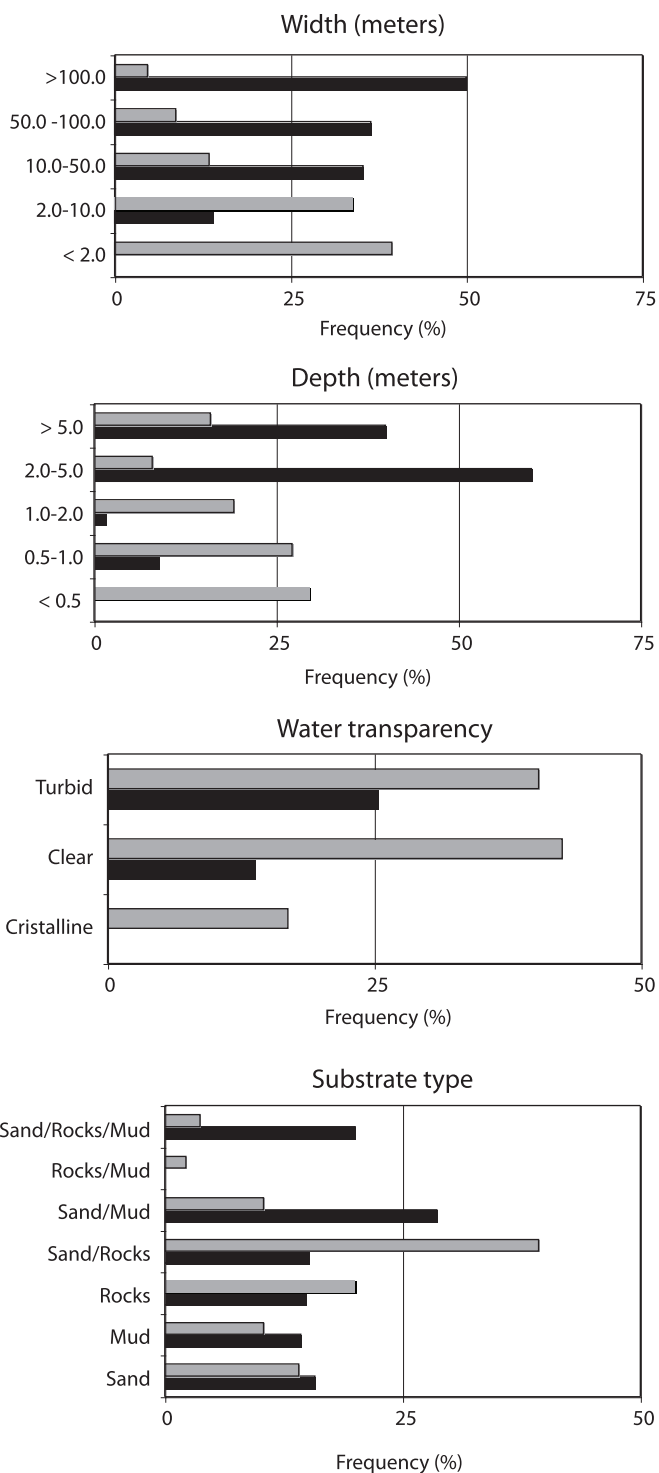 Width (meters)
>100.0
50.0 -100.0
10.0-50.0
2.0-10.0
< 2.0
0 25 50 75
Frequency (%)
Depth (meters)
> 5.0
2.0-5.0
1.0-2.0
0.5-1.0
< 0.5
0 25 50 75
Frequency (%)
Water transparency
Turbid
Clear
Cristalline
0 25 50
Frequency (%)
Substrate type
Sand/Rocks/Mud
Rocks/Mud
Sand/Mud
Sand/Rocks
Rocks
Mud
Sand
0 25 50
Frequency (%)